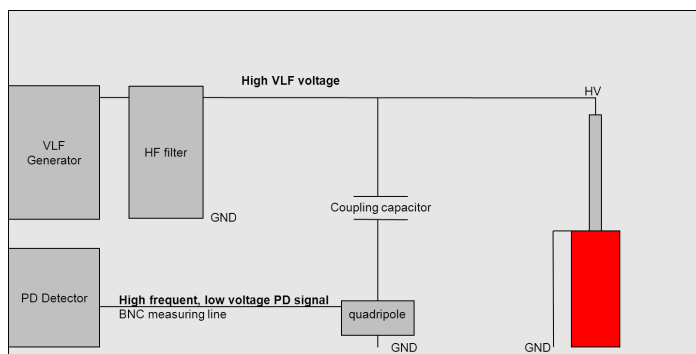 High VLF voltage
HV
VLF
Generator
HF filter
GND
Coupling capacitor
PD Detector
High frequent, low voltage PD signal
BNC measuring line
quadripole
GND
GND